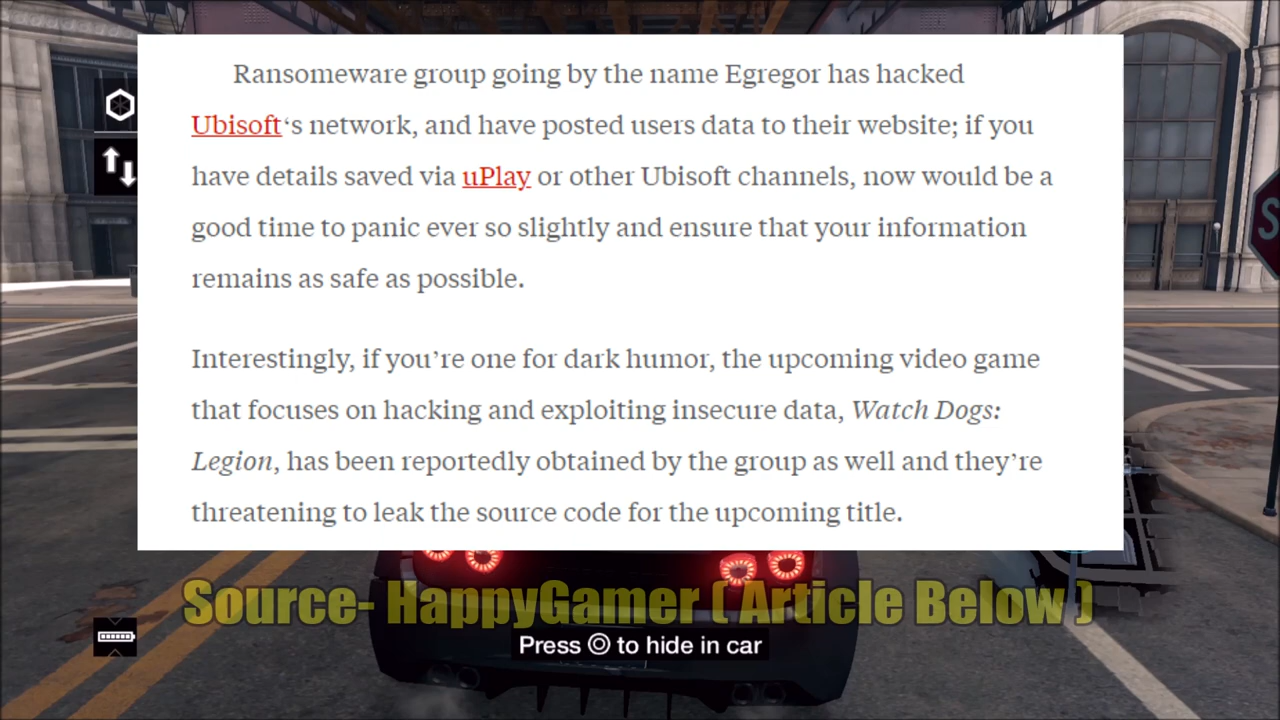 Ransomeware group going by the name Egregor has hacked
Ubisoft‘s network, and have posted users data to their website; if you
have details saved via uPlay or other Ubisoft channels, now would be a
good time to panic ever so slightly and ensure that your information
remains as safe as possible.
Interestingly, if you’re one for dark humor, the upcoming video game
that focuses on hacking and exploiting insecure data, Watch Dogs:
Legion, has been reportedly obtained by the group as well and they’re
threatening to leak the source code for the upcoming title.
S
Source- HappyGamer ( Article Below )
Press ◎ to hide in car